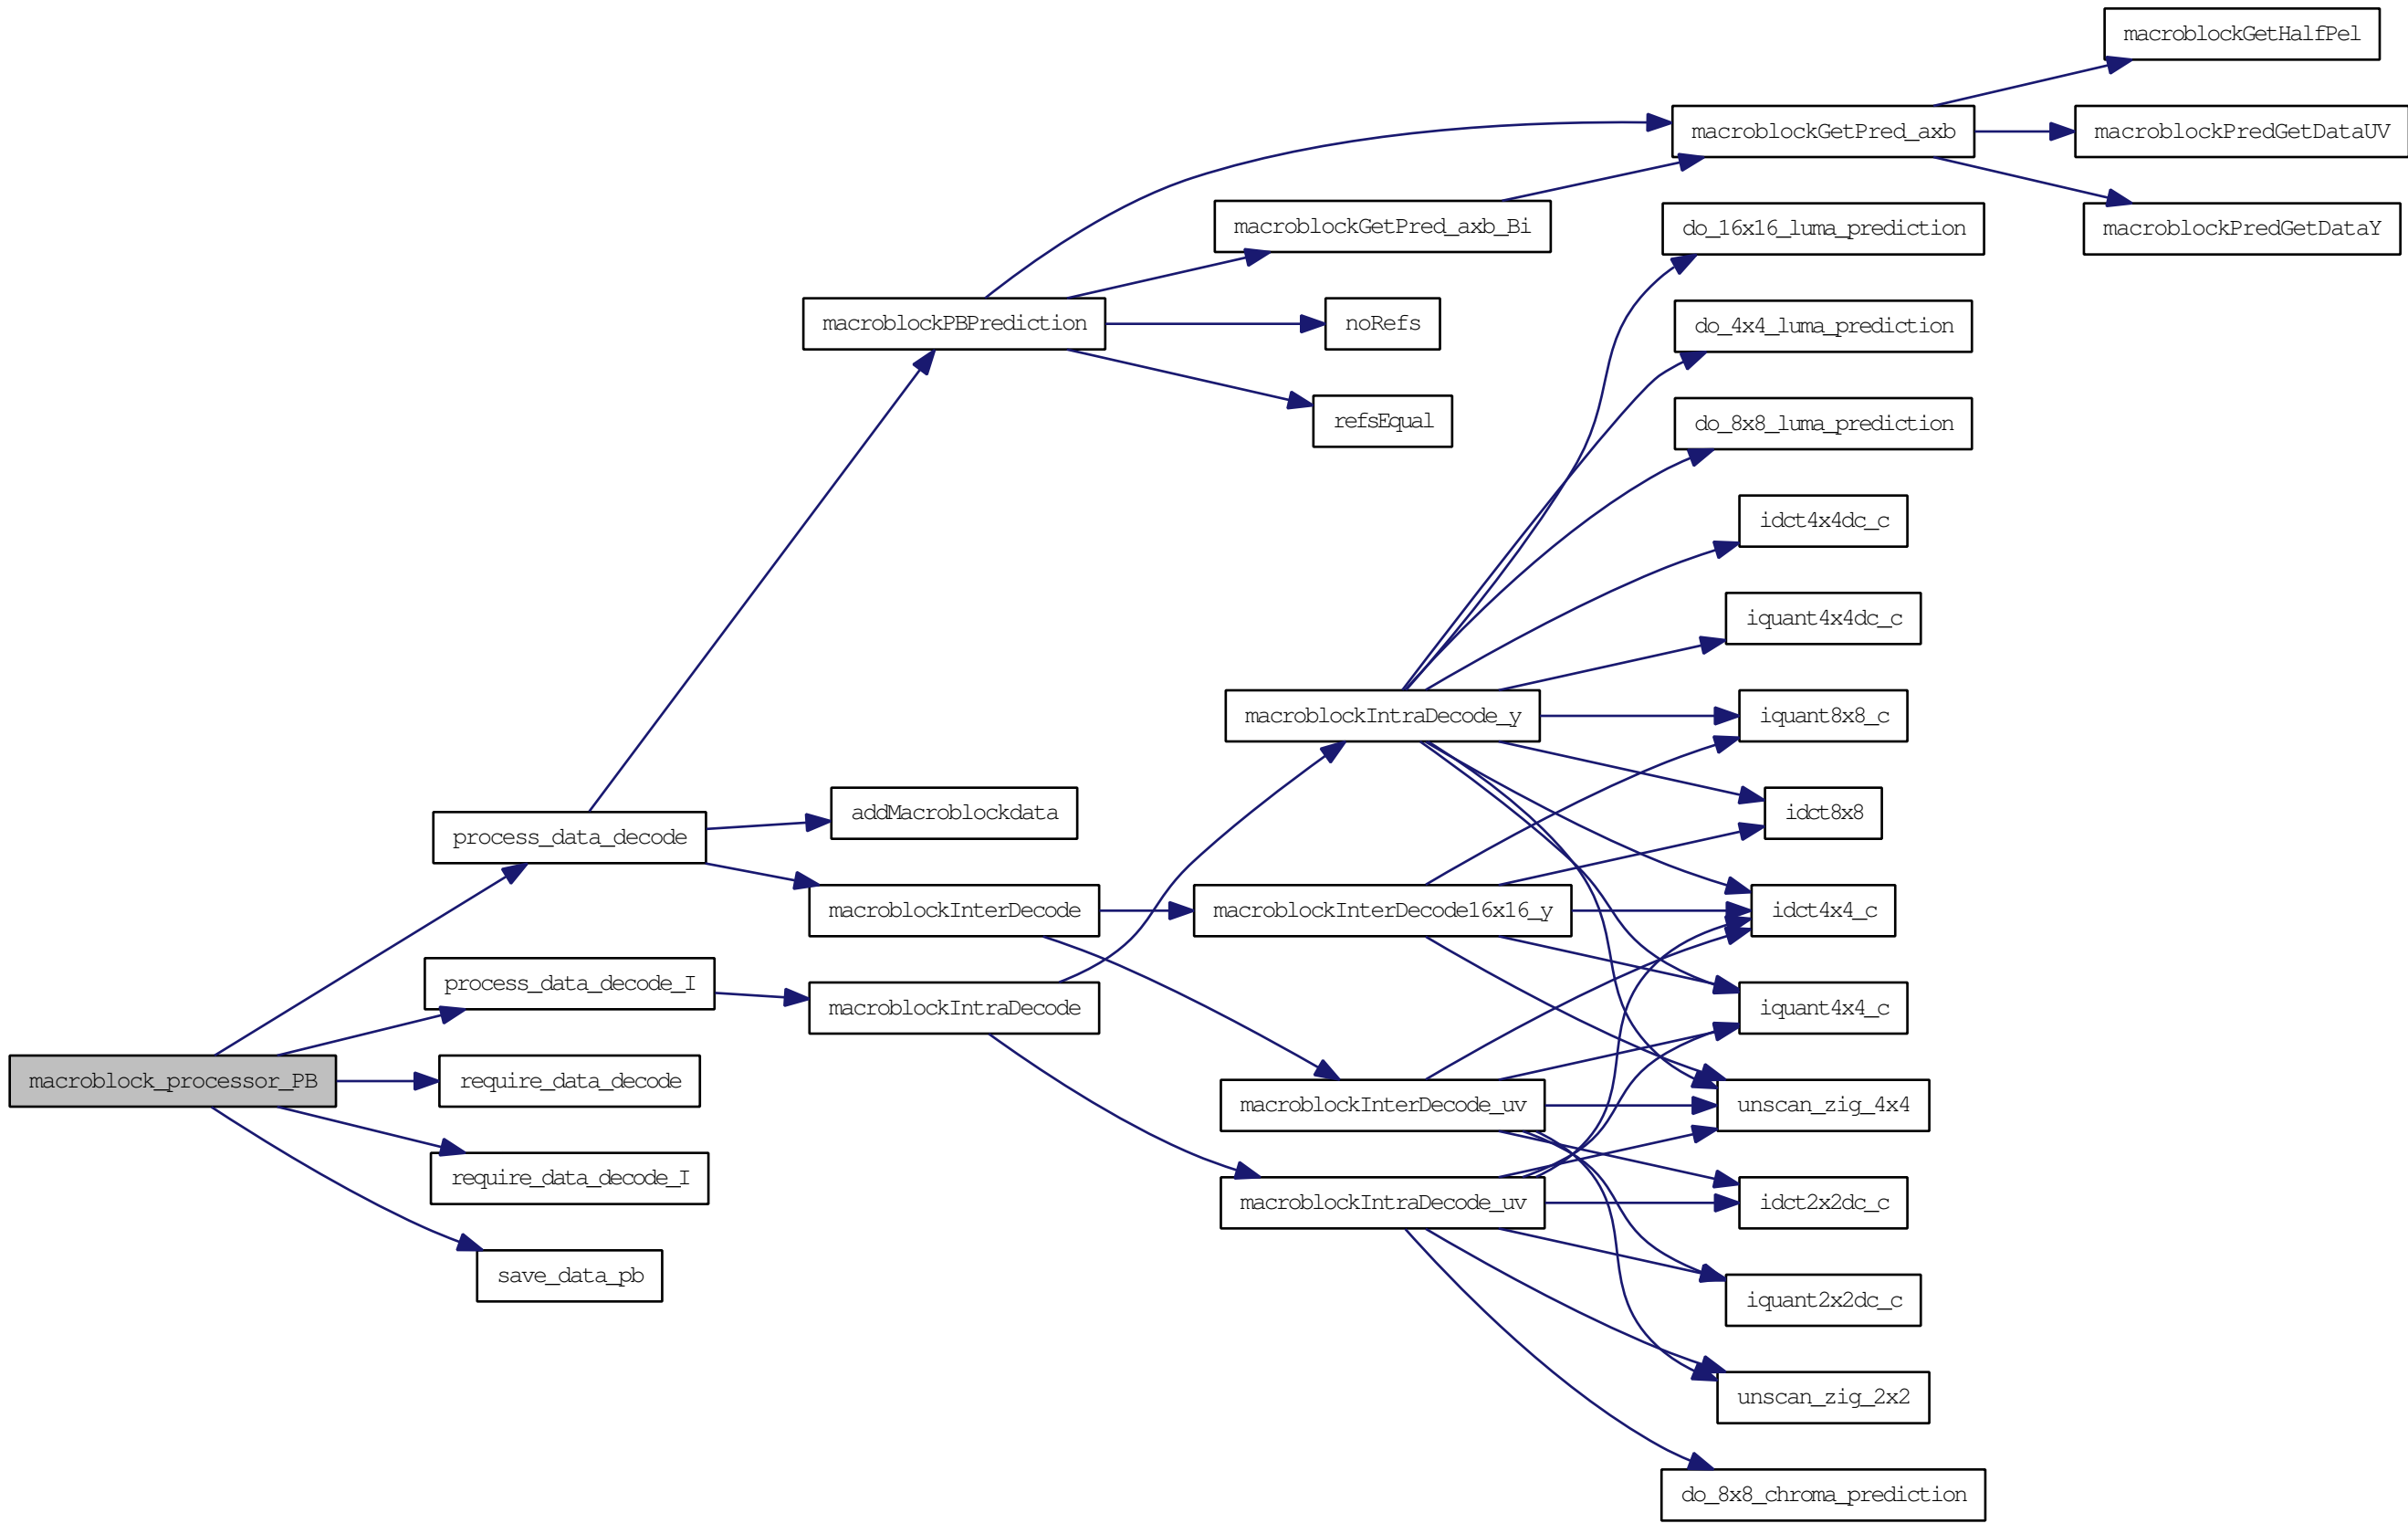 macroblockGetHalfPel
macroblockGetPred_axb
macroblockPredGetDataUV
macroblockGetPred_axb_Bi
do_16x16_luma_prediction
macroblockPredGetDataY
macroblockPBPrediction
noRefs
do_4x4_luma_prediction
refsEqual
do_8x8_luma_prediction
idct4x4dc_c
iquant4x4dc_c
macroblockIntraDecode_y
iquant8x8_c
process_data_decode
addMacroblockdata
idct8x8
macroblockInterDecode
macroblockInterDecode16x16_y
idct4x4_c
process_data_decode_I
macroblockIntraDecode
iquant4x4_c
macroblock_processor_PB
require_data_decode
macroblockInterDecode_uv
unscan_zig_4x4
require_data_decode_I
macroblockIntraDecode_uv
idct2x2dc_c
save_data_pb
iquant2x2dc_c
unscan_zig_2x2
do_8x8_chroma_prediction